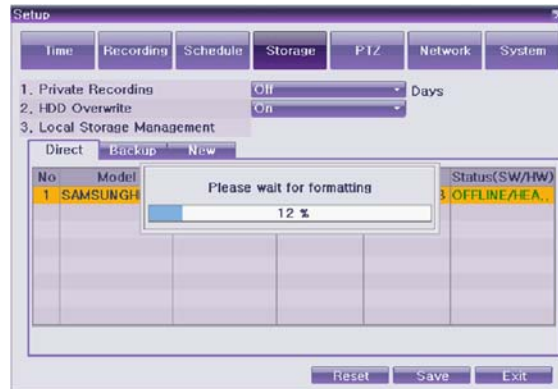 Setup
Time Recording Schedule Storage PTZ Network System
1. Private Recording Off Days
2. HDD Overwrite On
3. Local Storage Management
Direct Backup New
No Model Status(SW/HW)
1 SAMSUNGH B OFFLINE/HEA..
Please wait for formatting
12 %
Reset Save Exit